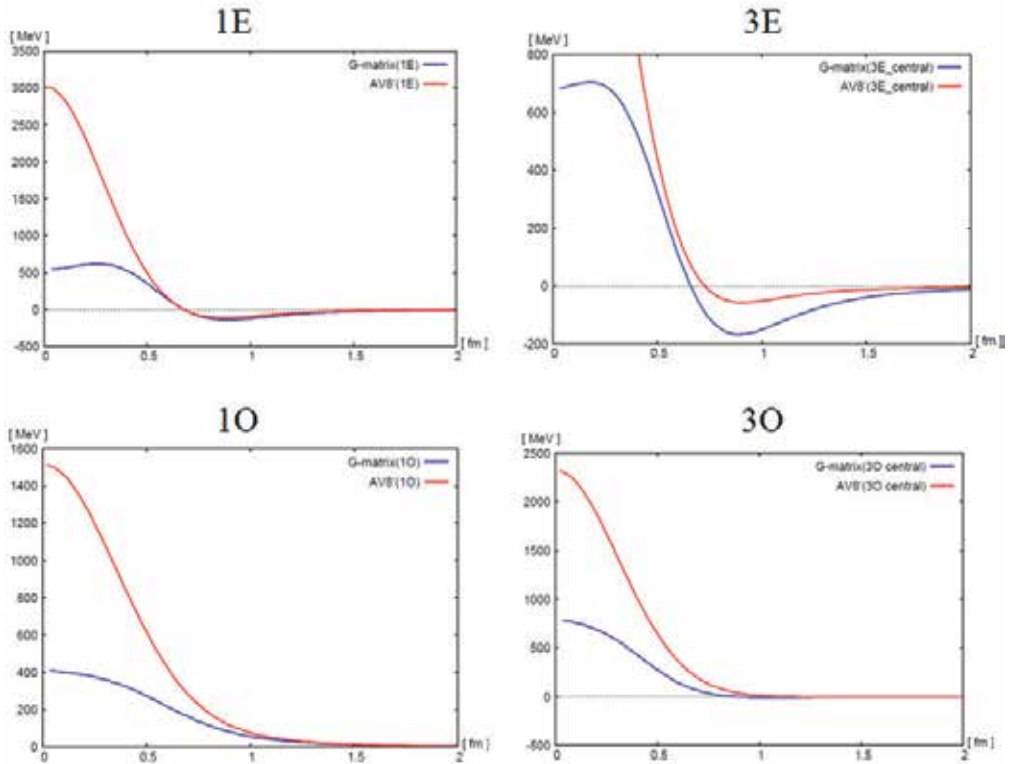 1E
[ MeV ]
3500
3000
2500
2000
1500
1000
500
0
-500
G-matrix(1E)
AV8'(1E)
0
0.5
1
1.5
2
[ fm ]
3E
[ MeV ]
800
600
400
200
0
-200
G-matrix(3E_central)
AV8'(3E_central)
0
0.5
1
1.5
2
[ fm ]]
1O
[ MeV ]
1600
1400
1200
1000
800
600
400
200
0
G-matrix(1O)
AV8'(1O)
0
0.5
1
1.5
2
[ fm ]
3O
[ MeV ]
2500
2000
1500
1000
500
0
-500
G-matrix(3O central)
AV8'(3O central)
0
0.5
1
1.5
2
[ fm ]